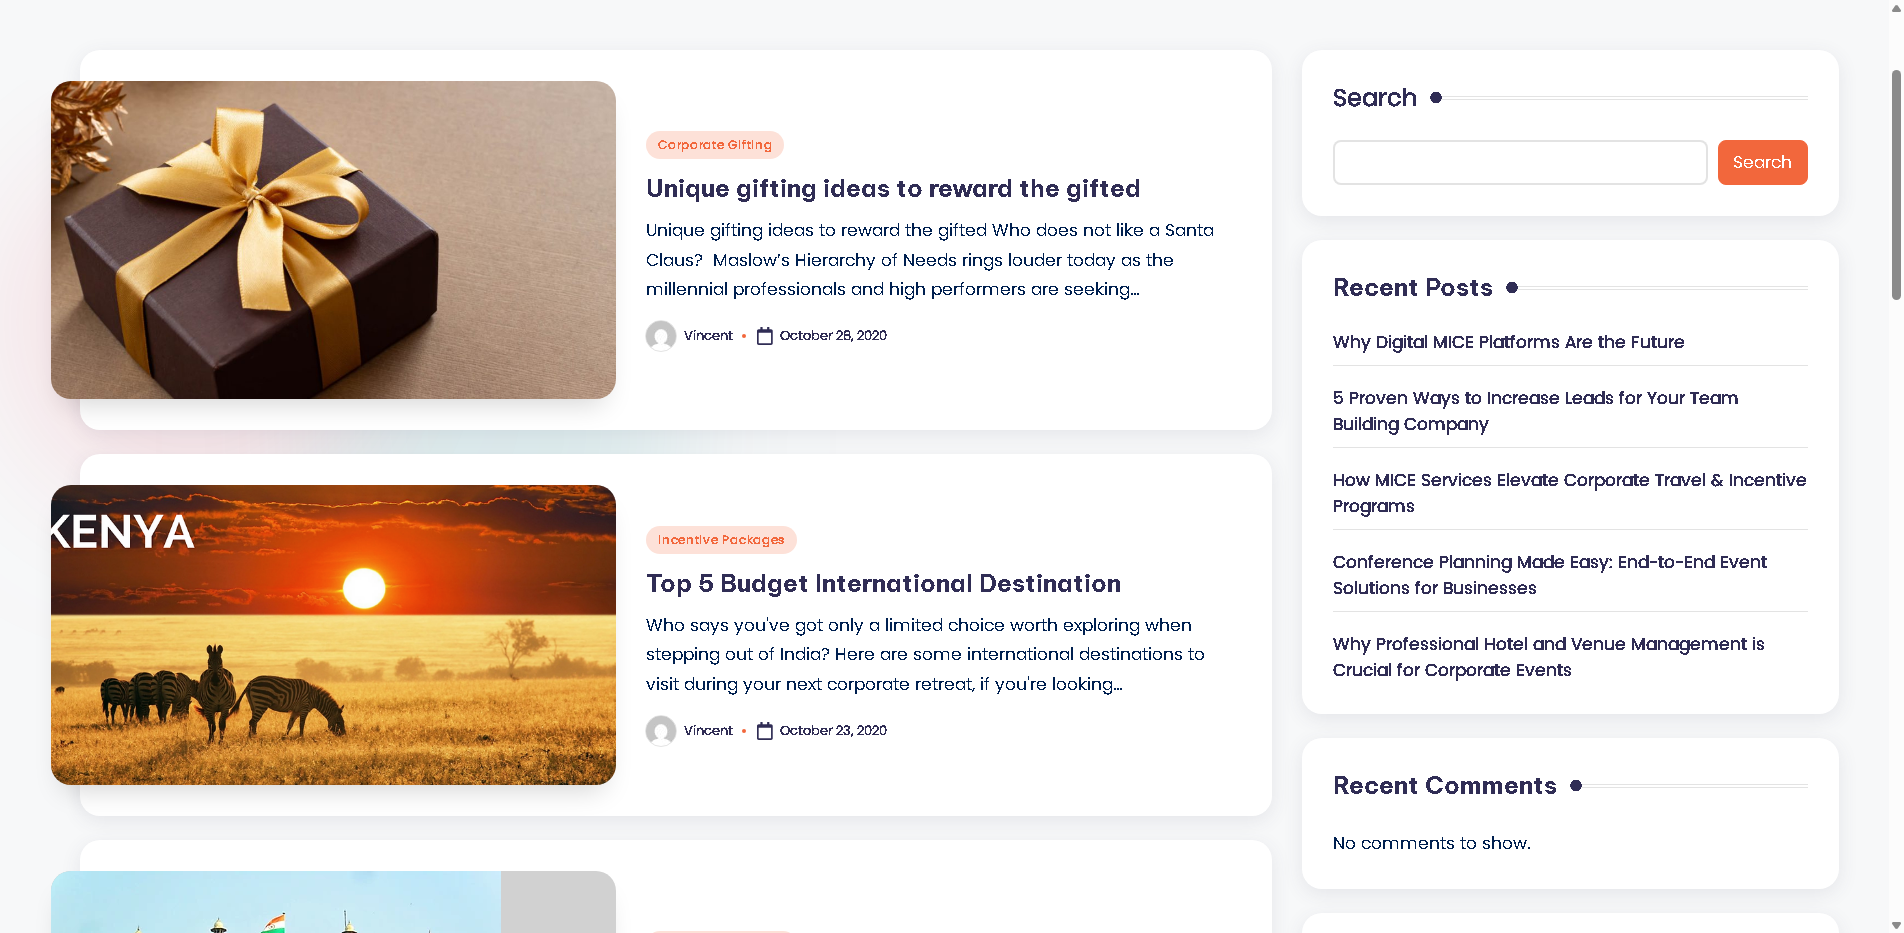 Corporate Gifting
Unique gifting ideas to reward the gifted
Unique gifting ideas to reward the gifted Who does not like a Santa
Claus?  Maslow's Hierarchy of Needs rings louder today as the
millennial professionals and high performers are seeking...
Vincent • October 28, 2020
KENYA
Incentive Packages
Top 5 Budget International Destination
Who says you've got only a limited choice worth exploring when
stepping out of India? Here are some international destinations to
visit during your next corporate retreat, if you're looking...
Vincent • October 23, 2020
Search
Search
Recent Posts
Why Digital MICE Platforms Are the Future
5 Proven Ways to Increase Leads for Your Team
Building Company
How MICE Services Elevate Corporate Travel & Incentive
Programs
Conference Planning Made Easy: End-to-End Event
Solutions for Businesses
Why Professional Hotel and Venue Management is
Crucial for Corporate Events
Recent Comments
No comments to show.